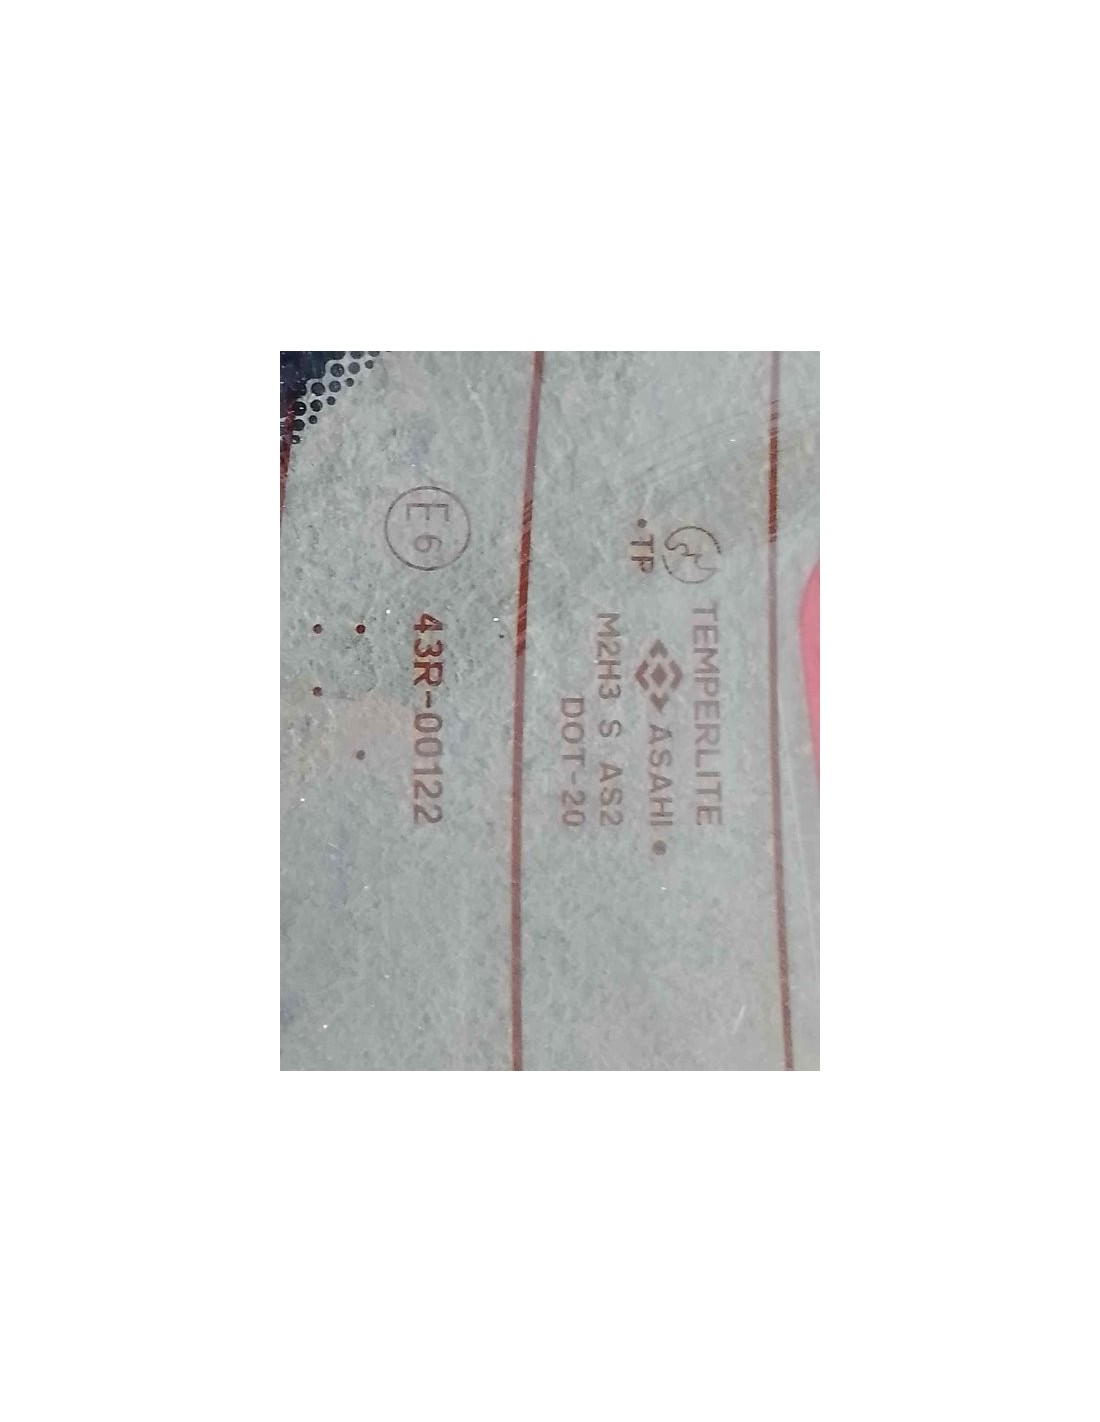 TEMPERLITE
ASAHI
•TP
M2H3 S AS2
DOT-20
E6
43R-00122